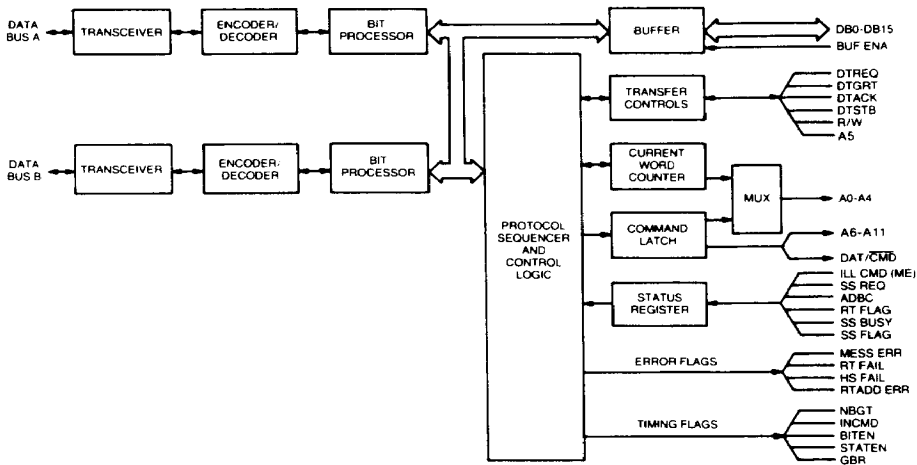 DATA
BUS A
TRANSCEIVER
ENCODER/
DECODER
BIT
PROCESSOR
BUFFER
DB0-DB15
BUF ENA
TRANSFER
CONTROLS
DTREQ
DTGRT
DTACK
DTSTB
R/W
A5
DATA
BUS B
TRANSCEIVER
ENCODER/
DECODER
BIT
PROCESSOR
CURRENT
WORD
COUNTER
MUX
A0-A4
PROTOCOL
SEQUENCER
AND
CONTROL
LOGIC
COMMAND
LATCH
A6-A11
DAT/CMD
STATUS
REGISTER
ILL CMD (ME)
SS REQ
ADBC
RT FLAG
SS BUSY
SS FLAG
ERROR FLAGS
MESS ERR
RT FAIL
HS FAIL
RTADD ERR
TIMING FLAGS
NBGT
INCMD
BITEN
STATEN
GBR